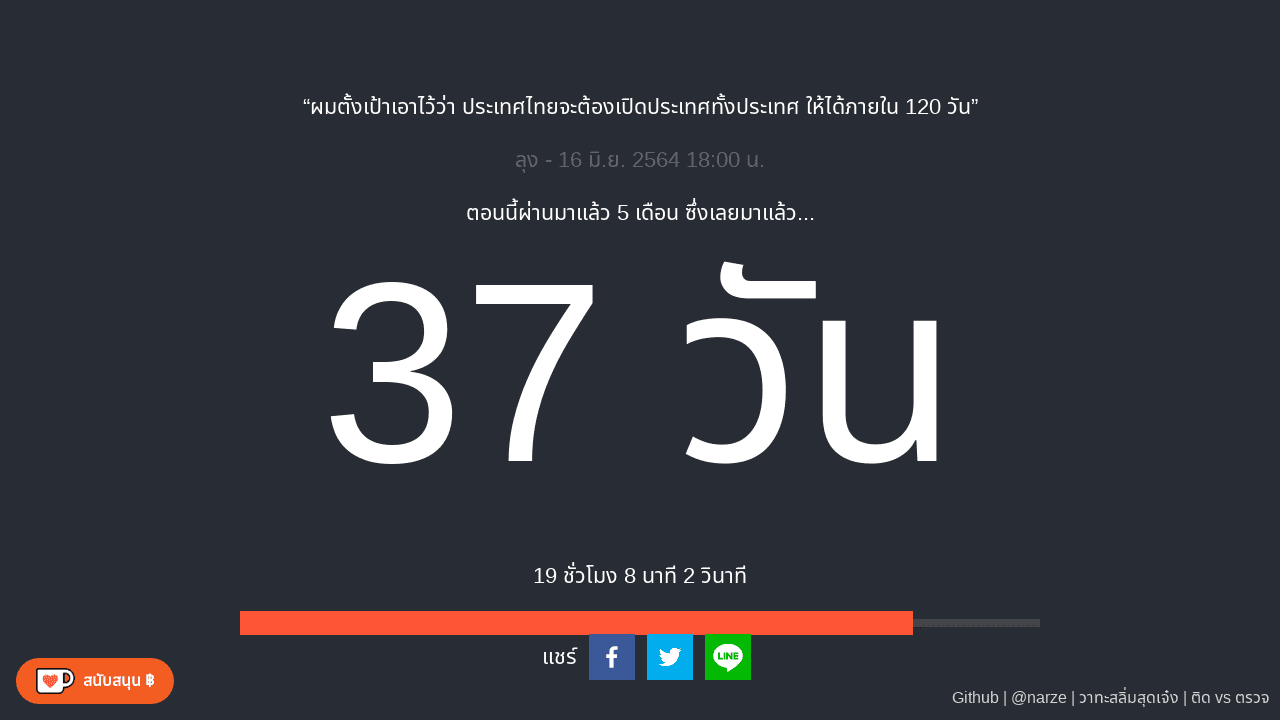 “ผมตั้งเป้าเอาไว้ว่า ประเทศไทยจะต้องเปิดประเทศทั้งประเทศ ให้ได้ภายใน 120 วัน”
ลุง - 16 มิ.ย. 2564 18:00 น.
ตอนนี้ผ่านมาแล้ว 5 เดือน ซึ่งเลยมาแล้ว...
37 วัน
19 ชั่วโมง 8 นาที 2 วินาที
แชร์
LINE
สนับสนุน ฿
Github | @narze | วาทะสลิ่มสุดเจ๋ง | ติด vs ตรวจ